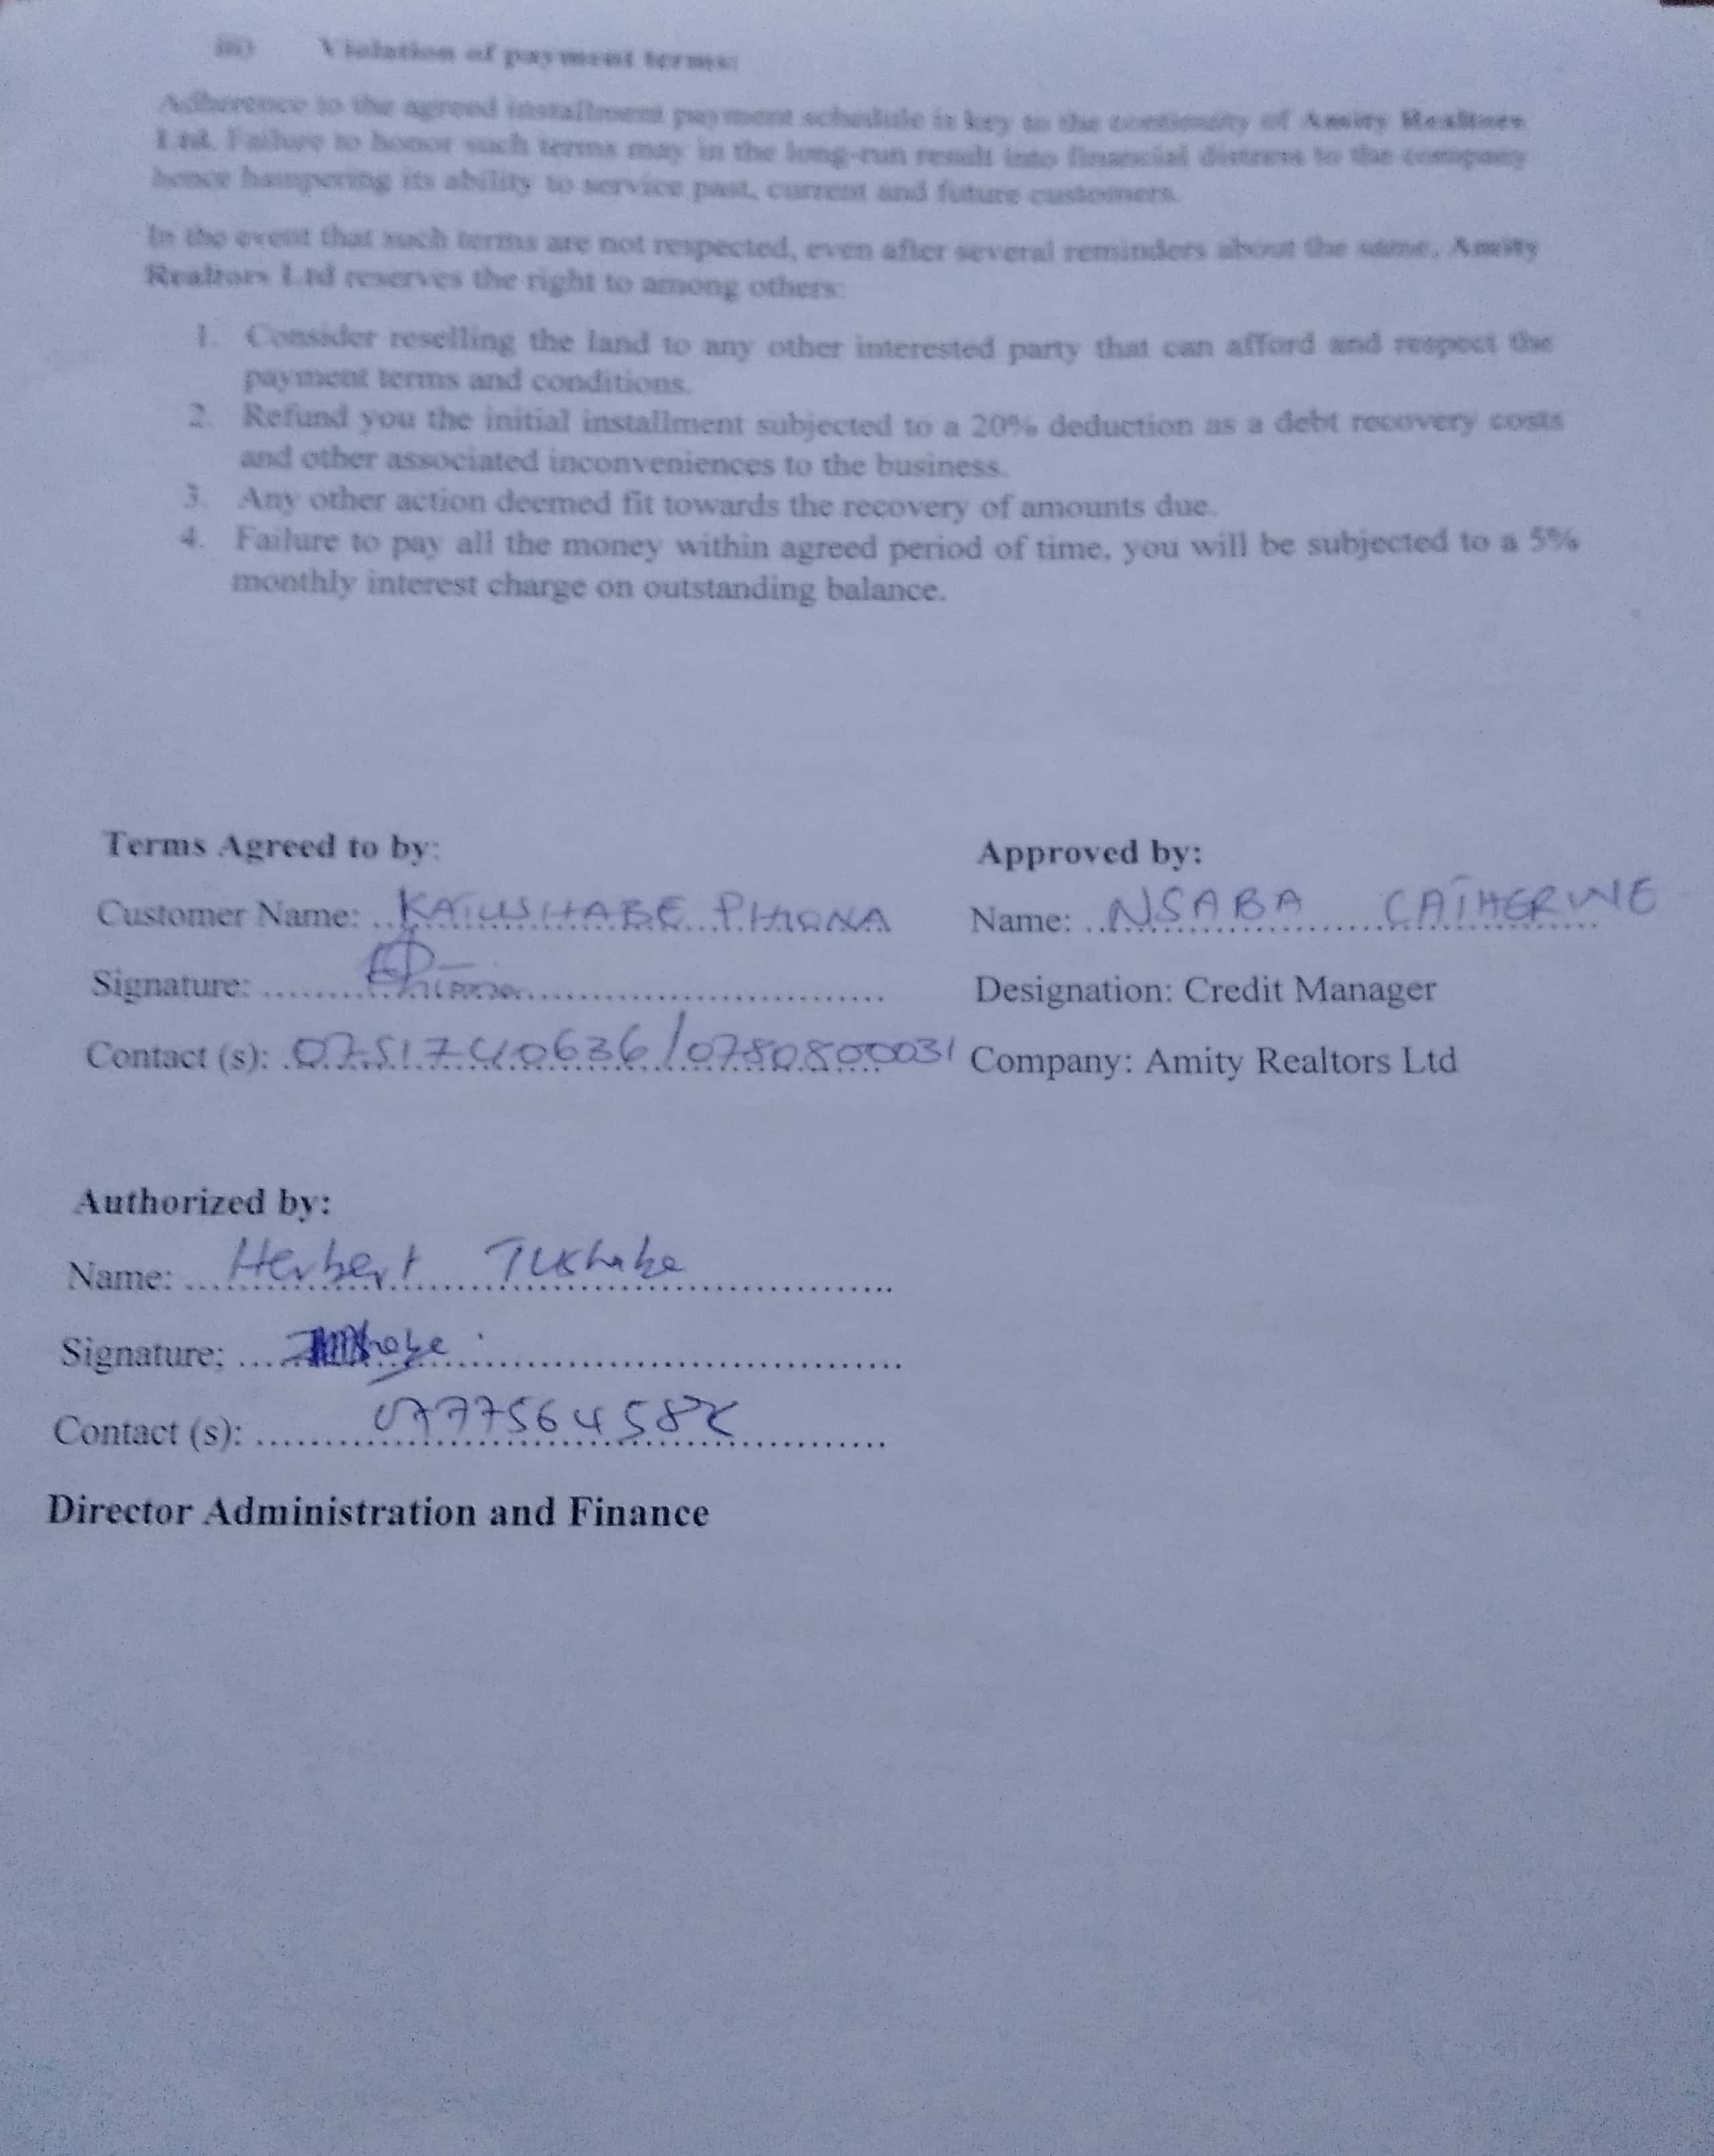 iii) Violation of payment terms:
Adherence to the agreed installment payment schedule is key to the continuity of Amity Realtors
Ltd. Failure to honor such terms may in the long-run result into financial distress to the company
hence hampering its ability to service past, current and future customers.
In the event that such terms are not respected, even after several reminders about the same, Amity
Realtors Ltd reserves the right to among others:
1. Consider reselling the land to any other interested party that can afford and respect the
payment terms and conditions.
2. Refund you the initial installment subjected to a 20% deduction as a debt recovery costs
and other associated inconveniences to the business.
3. Any other action deemed fit towards the recovery of amounts due.
4. Failure to pay all the money within agreed period of time, you will be subjected to a 5%
monthly interest charge on outstanding balance.
Terms Agreed to by: Approved by:
Customer Name: KATUSHABE PHIONA Name: NSABA CATHERINE
Signature: Phiona Designation: Credit Manager
Contact (s): 0751740636/0780800031 Company: Amity Realtors Ltd
Authorized by:
Name: Herbert Tushabe
Signature:
Contact (s):
Director Administration and Finance